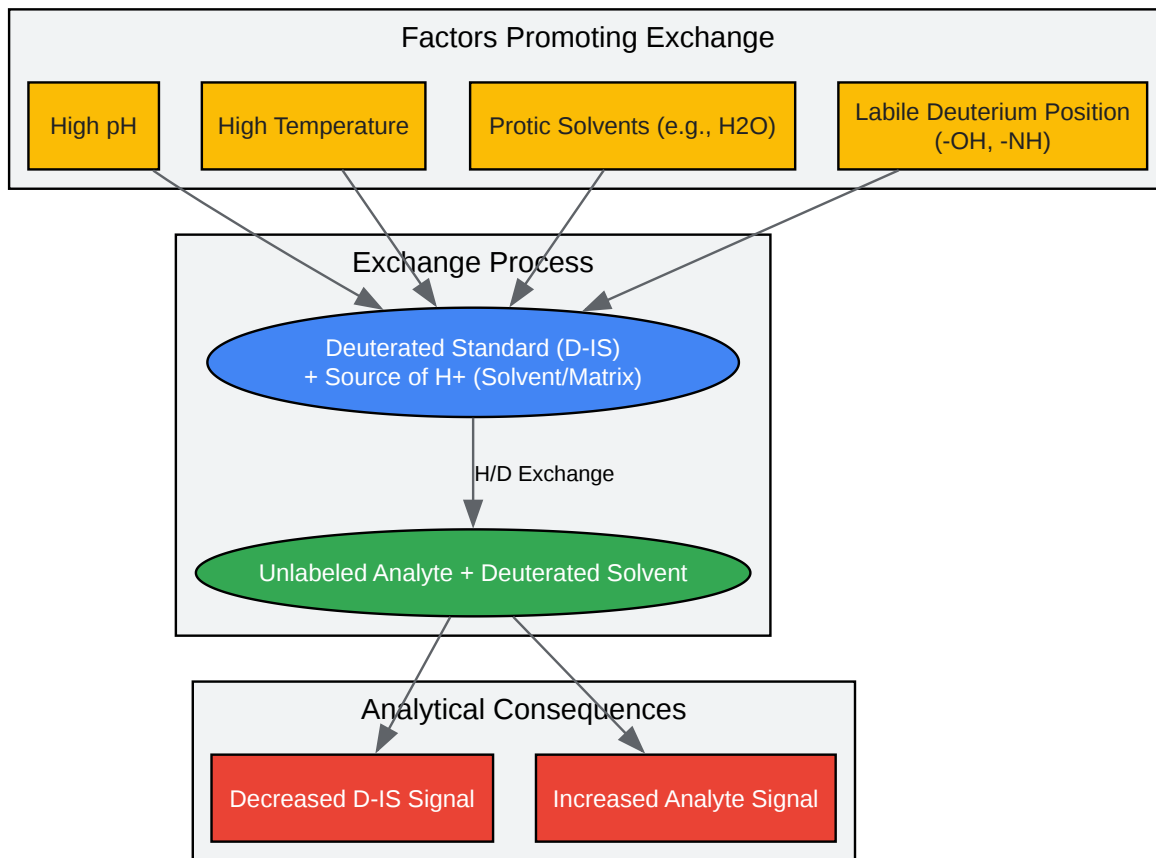 Factors Promoting Exchange
High pH
High Temperature
Protic Solvents (e.g., H2O)
Labile Deuterium Position
(-OH, -NH)
Exchange Process
Deuterated Standard (D-IS)
+ Source of H+ (Solvent/Matrix)
H/D Exchange
Unlabeled Analyte + Deuterated Solvent
Analytical Consequences
Decreased D-IS Signal
Increased Analyte Signal